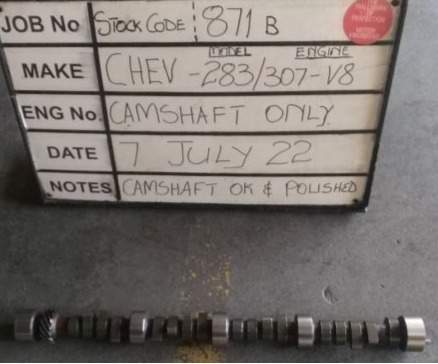 JOB No STOCK CODE: 871 B
MODEL ENGINE
MAKE CHEV - 283/307-V8
ENG No. CAMSHAFT ONLY
DATE 7 JULY 22
NOTES CAMSHAFT OK & POLISHED